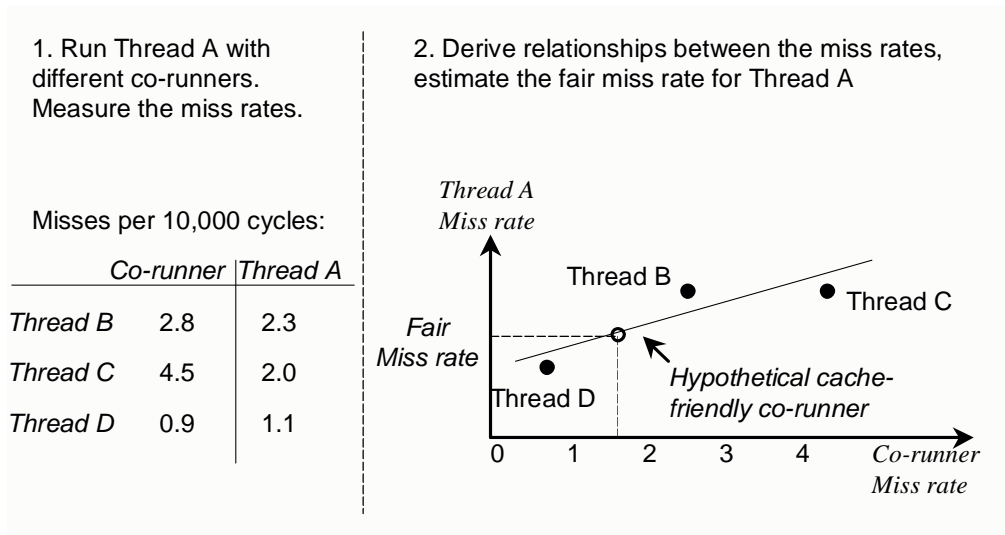 1. Run Thread A with
different co-runners.
Measure the miss rates.
Misses per 10,000 cycles:
Co-runner Thread A
Thread B 2.8 2.3
Thread C 4.5 2.0
Thread D 0.9 1.1
2. Derive relationships between the miss rates,
estimate the fair miss rate for Thread A
Thread A
Miss rate
Thread B
Thread C
Fair
Miss rate
Thread D
Hypothetical cache-
friendly co-runner
0 1 2 3 4
Co-runner
Miss rate